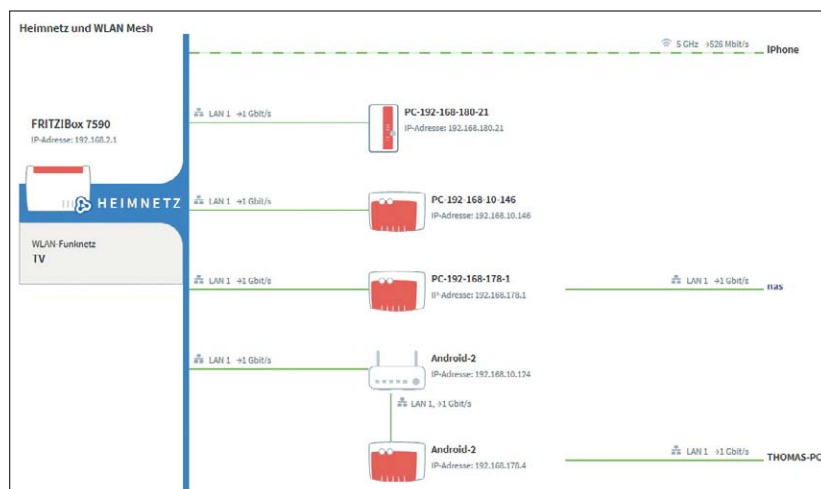 Heimnetz und WLAN Mesh
5 GHz →526 Mbit/s
iPhone
LAN 1 →1 Gbit/s
PC-192-168-180-21
IP-Adresse: 192.168.180.21
FRITZ!Box 7590
IP-Adresse: 192.168.2.1
HEIMNETZ
LAN 1 →1 Gbit/s
PC-192-168-10-146
IP-Adresse: 192.168.10.146
WLAN-Funknetz
TV
LAN 1 →1 Gbit/s
PC-192-168-178-1
IP-Adresse: 192.168.178.1
LAN 1 →1 Gbit/s
nas
LAN 1 →1 Gbit/s
Android-2
IP-Adresse: 192.168.10.124
LAN 1, →1 Gbit/s
Android-2
IP-Adresse: 192.168.178.4
LAN 1 →1 Gbit/s
THOMAS-PC